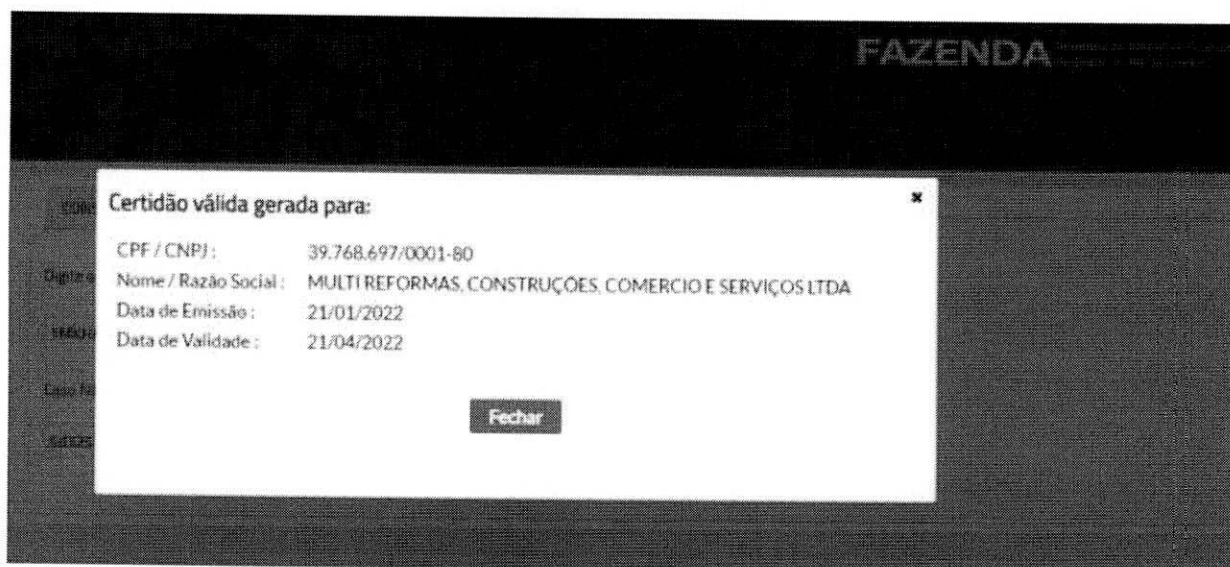 FAZENDA
Certidão válida gerada para:
CPF / CNPJ : 39.768.697/0001-80
Nome / Razão Social : MULTI REFORMAS, CONSTRUÇÕES, COMERCIO E SERVIÇOS LTDA
Data de Emissão : 21/01/2022
Data de Validade : 21/04/2022
Fechar